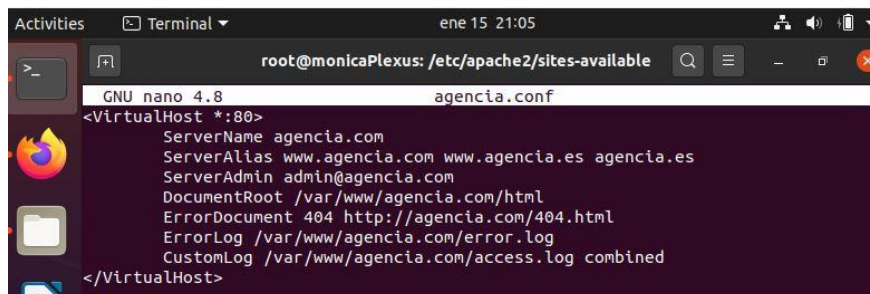 Activities Terminal ene 15 21:05
root@monicaPlexus: /etc/apache2/sites-available
GNU nano 4.8 agencia.conf
<VirtualHost *:80>
ServerName agencia.com
ServerAlias www.agencia.com www.agencia.es agencia.es
ServerAdmin admin@agencia.com
DocumentRoot /var/www/agencia.com/html
ErrorDocument 404 http://agencia.com/404.html
ErrorLog /var/www/agencia.com/error.log
CustomLog /var/www/agencia.com/access.log combined
</VirtualHost>